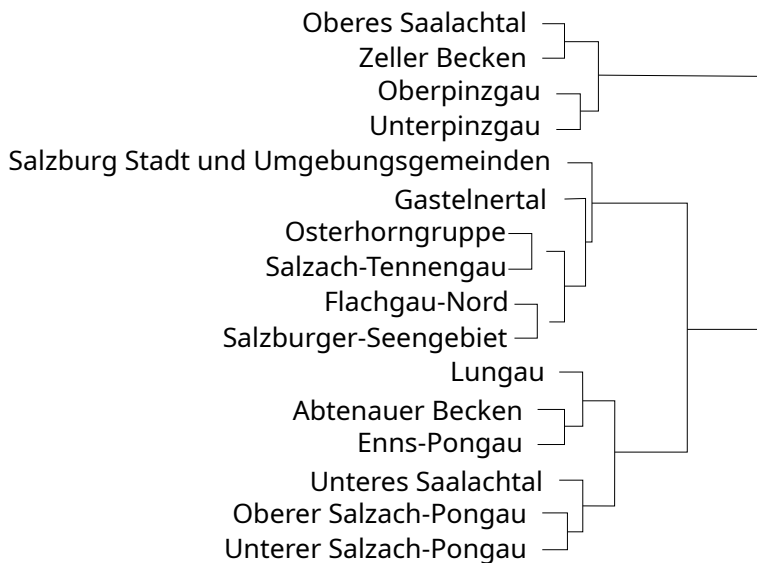 Oberes Saalachtal
Zeller Becken
Oberpinzgau
Unterpinzgau
Salzburg Stadt und Umgebungsgemeinden
Gastelnertal
Osterhorngruppe
Salzach-Tennengau
Flachgau-Nord
Salzburger-Seengebiet
Lungau
Abtenauer Becken
Enns-Pongau
Unteres Saalachtal
Oberer Salzach-Pongau
Unterer Salzach-Pongau